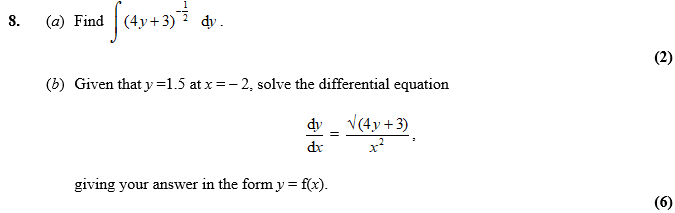 8. (a) Find ∫(4y+3)^{-1/2} dy .
(2)
(b) Given that y =1.5 at x = – 2, solve the differential equation
dy/dx = √(4y + 3)/x² ,
giving your answer in the form y = f(x).
(6)